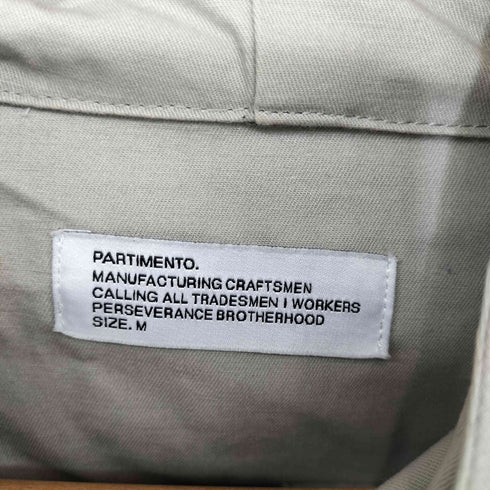 PARTIMENTO.
MANUFACTURING CRAFTSMEN
CALLING ALL TRADESMEN I WORKERS
PERSEVERANCE BROTHERHOOD
SIZE. M